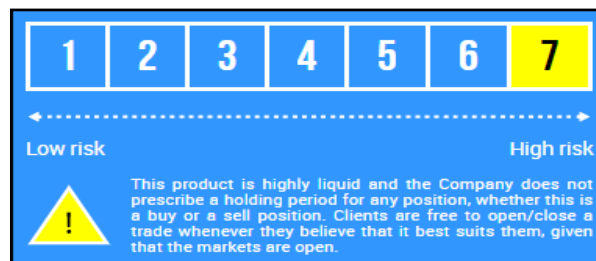 1 2 3 4 5 6 7
Low risk High risk
!
This product is highly liquid and the Company does not
prescribe a holding period for any position, whether this is
a buy or a sell position. Clients are free to open/close a
trade whenever they believe that it best suits them, given
that the markets are open.